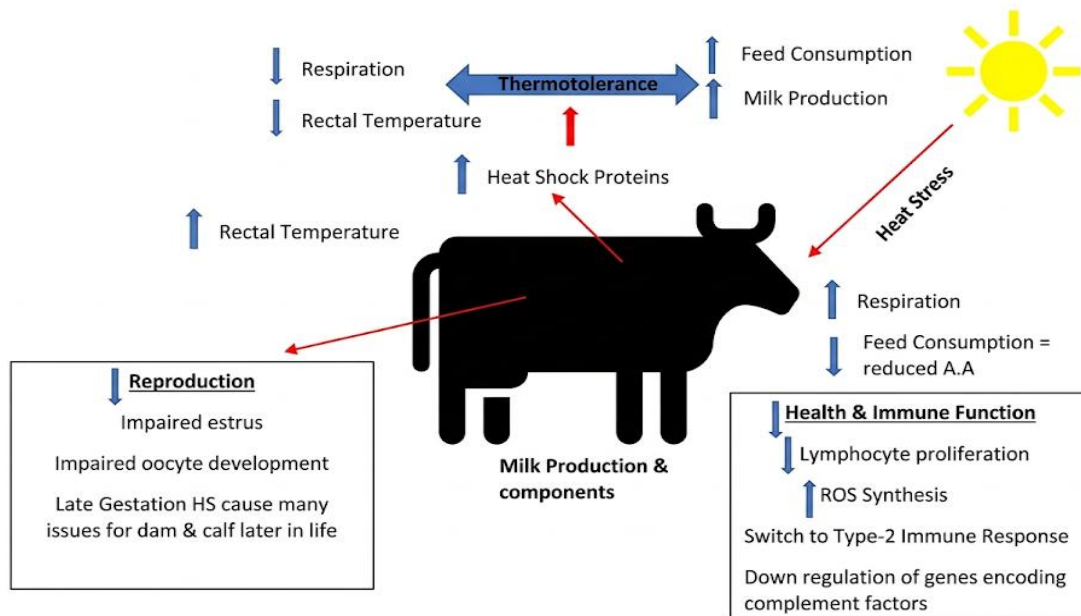 Respiration
Rectal Temperature
Thermotolerance
Feed Consumption
Milk Production
Heat Shock Proteins
Rectal Temperature
Heat Stress
Respiration
Feed Consumption =
reduced A.A
Reproduction
Impaired estrus
Impaired oocyte development
Late Gestation HS cause many
issues for dam & calf later in life
Milk Production &
components
Health & Immune Function
Lymphocyte proliferation
ROS Synthesis
Switch to Type-2 Immune Response
Down regulation of genes encoding
complement factors